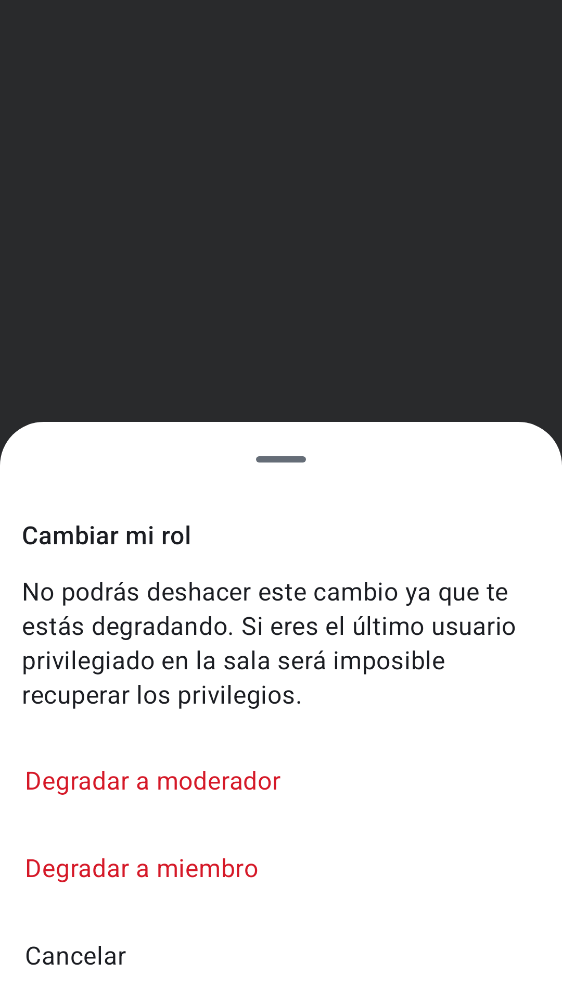 Cambiar mi rol
No podrás deshacer este cambio ya que te
estás degradando. Si eres el último usuario
privilegiado en la sala será imposible
recuperar los privilegios.
Degradar a moderador
Degradar a miembro
Cancelar